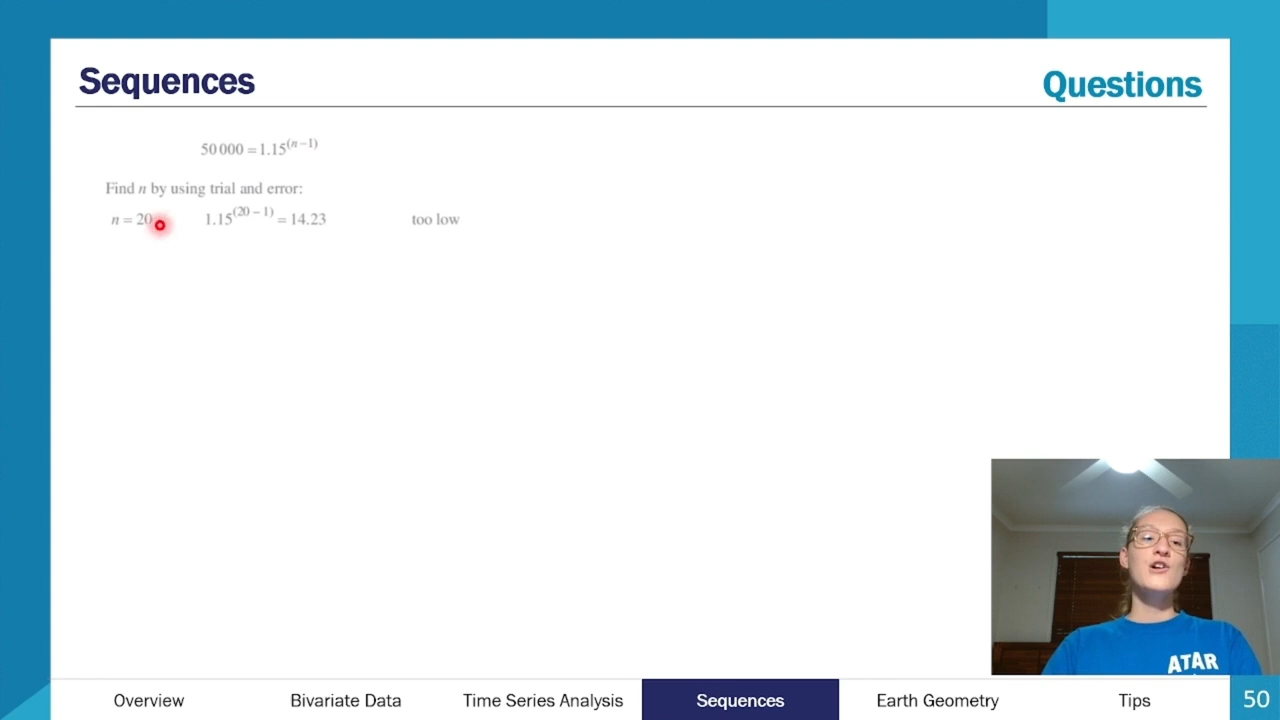 Sequences
Questions
50 000 = 1.15^(n – 1)
Find n by using trial and error:
n = 20 1.15^(20 – 1) = 14.23 too low
ATAR
Overview Bivariate Data Time Series Analysis Sequences Earth Geometry Tips 50